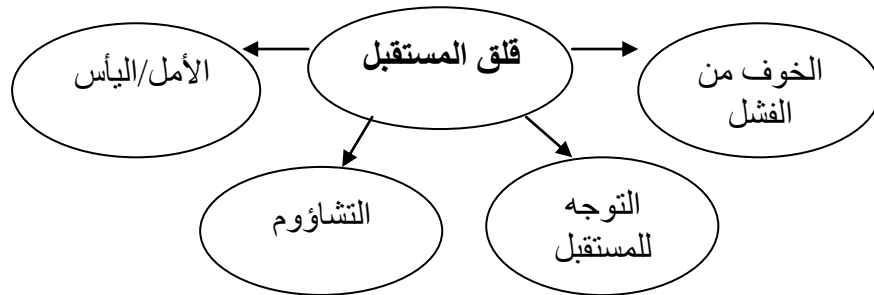 قلق المستقبل
الخوف من
الفشل
الأمل/اليأس
التوجه
للمستقبل
التشاؤوم